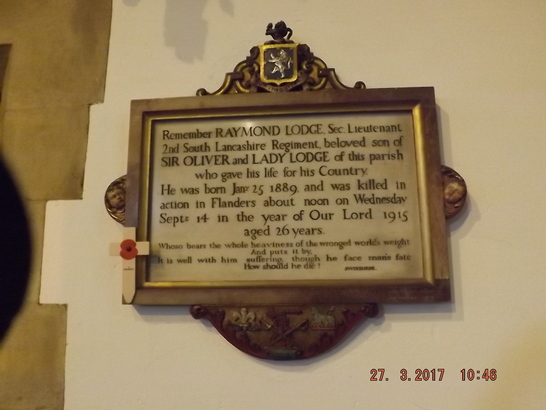 Remember RAYMOND LODGE, Sec. Lieutenant
2nd South Lancashire Regiment, beloved son of
SIR OLIVER and LADY LODGE of this parish
who gave his life for his Country.
He was born Jany 25 1889, and was killed in
action in Flanders about noon on Wednesday
Septr 14 in the year of Our Lord 1915
aged 26 years.
Whoso bears the whole heaviness of the wronged world's weight
And puts it by,
It is well with him suffering, though he face man's fate
How should he die?
27. 3.2017 10:46